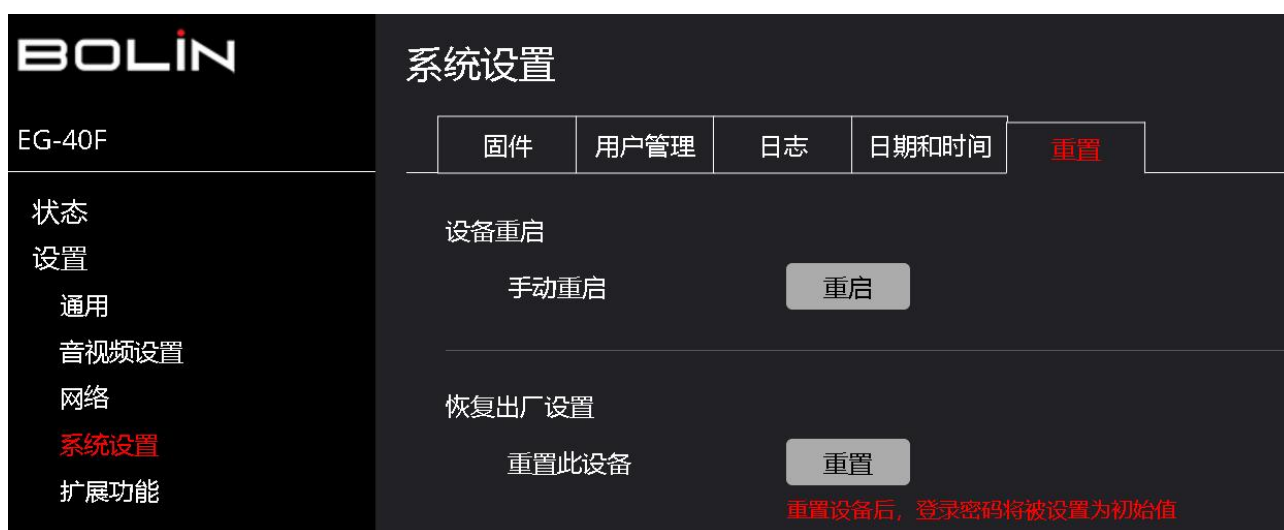 BOLIN
EG-40F
状态
设置
通用
音视频设置
网络
系统设置
扩展功能
系统设置
固件 用户管理 日志 日期和时间 重置
设备重启
手动重启 重启
恢复出厂设置
重置此设备 重置
重置设备后，登录密码将被设置为初始值